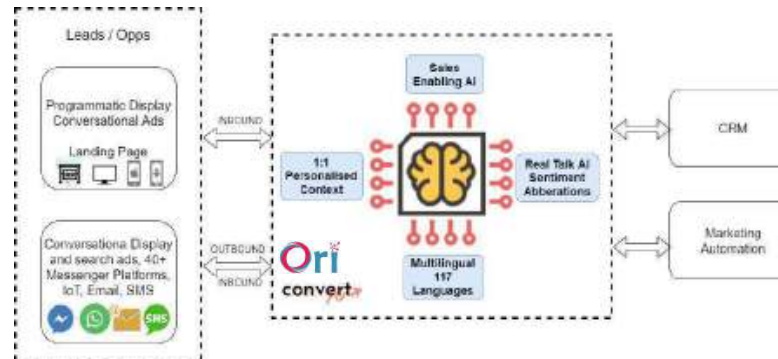 Leads / Opps
Programmatic Display
Conversational Ads
Landing Page
INBOUND
Conversational Display
and search ads, 40+
Messenger Platforms,
IoT, Email, SMS
SMS
OUTBOUND
INBOUND
Sales
Enabling AI
1:1
Personalised
Context
Real Talk AI
Sentiment
Abberations
Multilingual
117
Languages
Ori
convert
CRM
Marketing
Automation